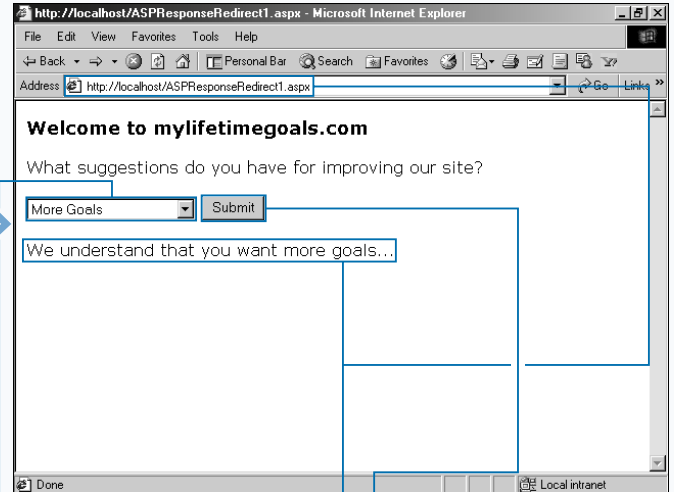 http://localhost/ASPResponseRedirect1.aspx - Microsoft Internet Explorer
File Edit View Favorites Tools Help
Back Personal Bar Search Favorites
Address http://localhost/ASPResponseRedirect1.aspx Go Links »
Welcome to mylifetimegoals.com
What suggestions do you have for improving our site?
More Goals Submit
We understand that you want more goals...
Done Local intranet